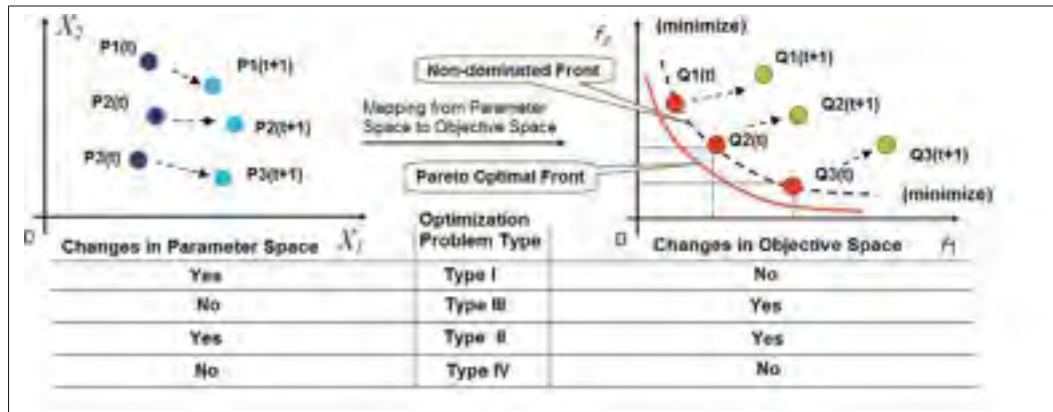 X2
P1(t)
P1(t+1)
P2(t)
P2(t+1)
P3(t)
P3(t+1)
0
X1
Non-dominated Front
Mapping from Parameter
Space to Objective Space
Pareto Optimal Front
f2
(minimize)
Q1(t)
Q1(t+1)
Q2(t+1)
Q2(t)
Q3(t)
Q3(t+1)
(minimize)
0
f1
Changes in Parameter Space
Optimization
Problem Type
Changes in Objective Space
Yes Type I No
No Type III Yes
Yes Type II Yes
No Type IV No